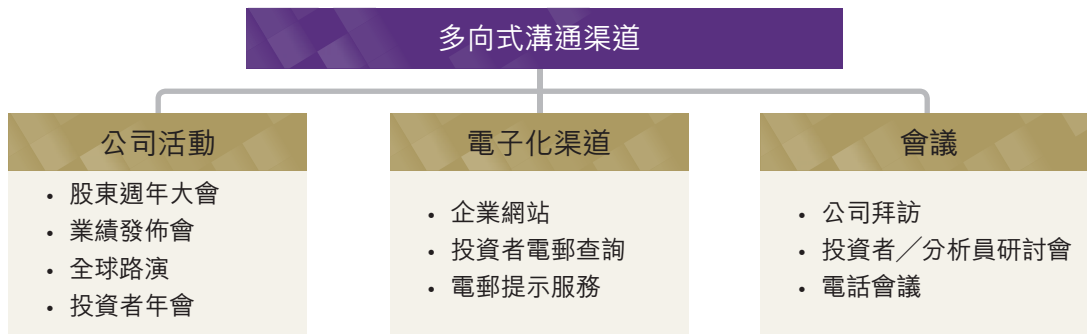 多向式溝通渠道
公司活動
• 股東週年大會
• 業績發佈會
• 全球路演
• 投資者年會
電子化渠道
• 企業網站
• 投資者電郵查詢
• 電郵提示服務
會議
• 公司拜訪
• 投資者╱分析員研討會
• 電話會議